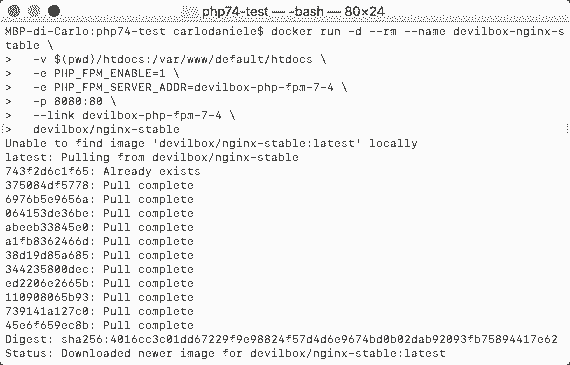 php74-test — -bash — 80×24
MBP-di-Carlo:php74-test carlodaniele$ docker run -d --rm --name devilbox-nginx-s
table \
>   -v $(pwd)/htdocs:/var/www/default/htdocs \
>   -e PHP_FPM_ENABLE=1 \
>   -e PHP_FPM_SERVER_ADDR=devilbox-php-fpm-7-4 \
>   -p 8080:80 \
>   --link devilbox-php-fpm-7-4 \
>   devilbox/nginx-stable
Unable to find image 'devilbox/nginx-stable:latest' locally
latest: Pulling from devilbox/nginx-stable
743f2d6c1f65: Already exists
375084df5778: Pull complete
6976b5e9656a: Pull complete
064153de36be: Pull complete
abeeb33845e0: Pull complete
a1fb8362466d: Pull complete
38d19d85a685: Pull complete
344235800dec: Pull complete
ed2206e2665b: Pull complete
110908065b93: Pull complete
739141a127c0: Pull complete
45e6f659ec8b: Pull complete
Digest: sha256:4016cc3c01dd67229f9e98824f57d4d6e9674bd0b02dab92093fb75894417e62
Status: Downloaded newer image for devilbox/nginx-stable:latest